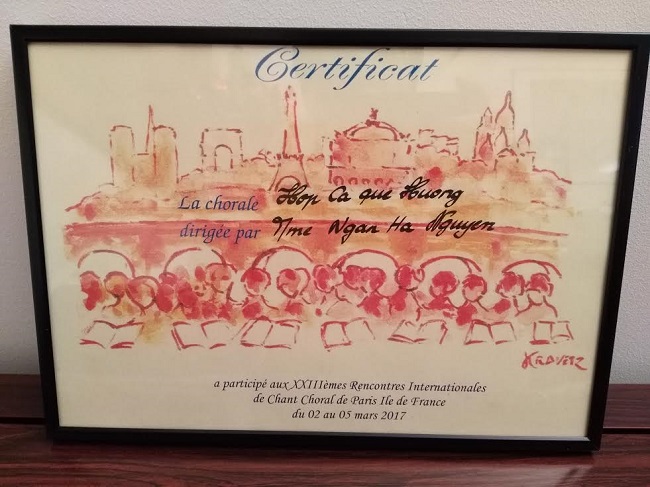 Certificat
La chorale Hop Ca que Huong
dirigée par Mme Ngan Ha Nguyen
KRAVETZ
a participé aux XXIIIèmes Rencontres Internationales
de Chant Choral de Paris Ile de France
du 02 au 05 mars 2017